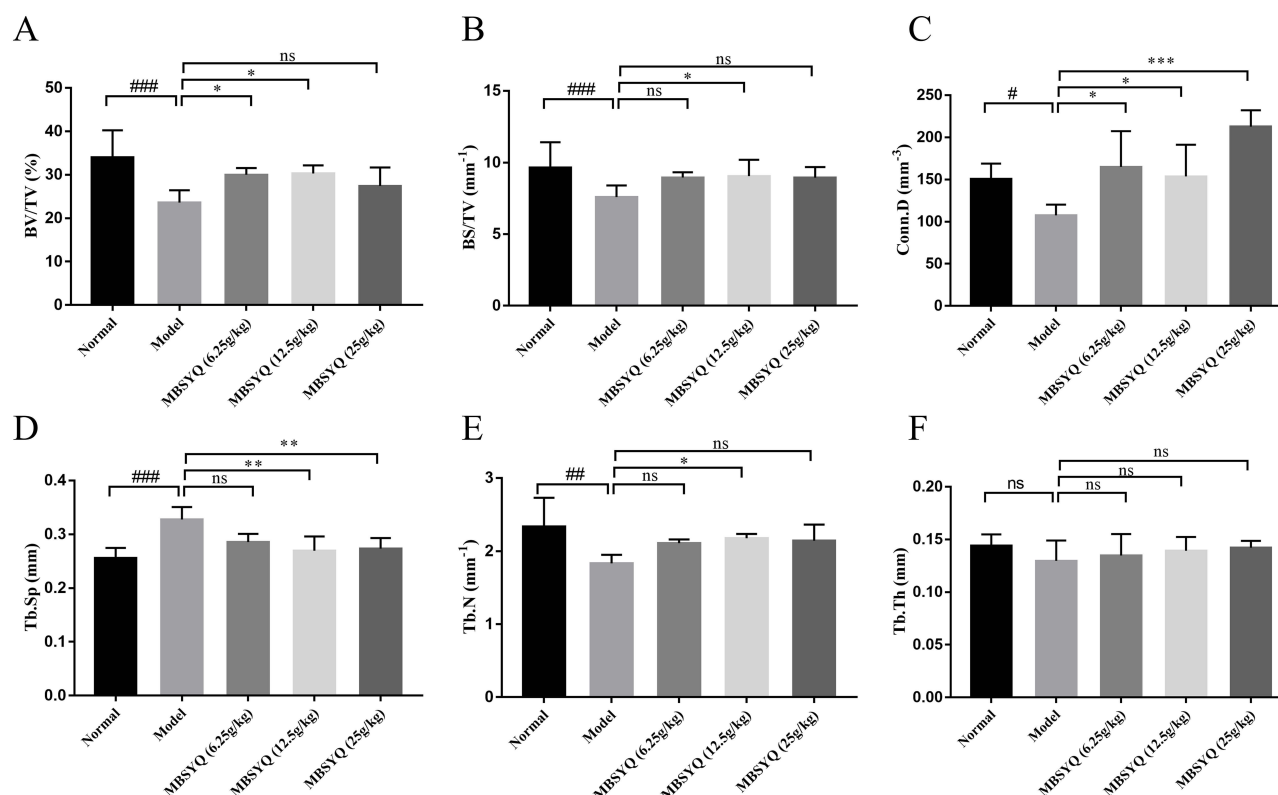 A
ns
*
###
*
50
40
30
20
10
0
BV/TV (%)
Normal
Model
MBSYQ (6.25g/kg)
MBSYQ (12.5g/kg)
MBSYQ (25g/kg)
B
ns
*
###
ns
15
10
5
0
BS/TV (mm⁻¹)
Normal
Model
MBSYQ (6.25g/kg)
MBSYQ (12.5g/kg)
MBSYQ (25g/kg)
C
***
*
#
*
250
200
150
100
50
0
Conn.D (mm⁻³)
Normal
Model
MBSYQ (6.25g/kg)
MBSYQ (12.5g/kg)
MBSYQ (25g/kg)
D
**
**
###
ns
0.4
0.3
0.2
0.1
0.0
Tb.Sp (mm)
Normal
Model
MBSYQ (6.25g/kg)
MBSYQ (12.5g/kg)
MBSYQ (25g/kg)
E
ns
*
##
ns
3
2
1
0
Tb.N (mm⁻¹)
Normal
Model
MBSYQ (6.25g/kg)
MBSYQ (12.5g/kg)
MBSYQ (25g/kg)
F
ns
ns
ns
ns
0.20
0.15
0.10
0.05
0.00
Tb.Th (mm)
Normal
Model
MBSYQ (6.25g/kg)
MBSYQ (12.5g/kg)
MBSYQ (25g/kg)